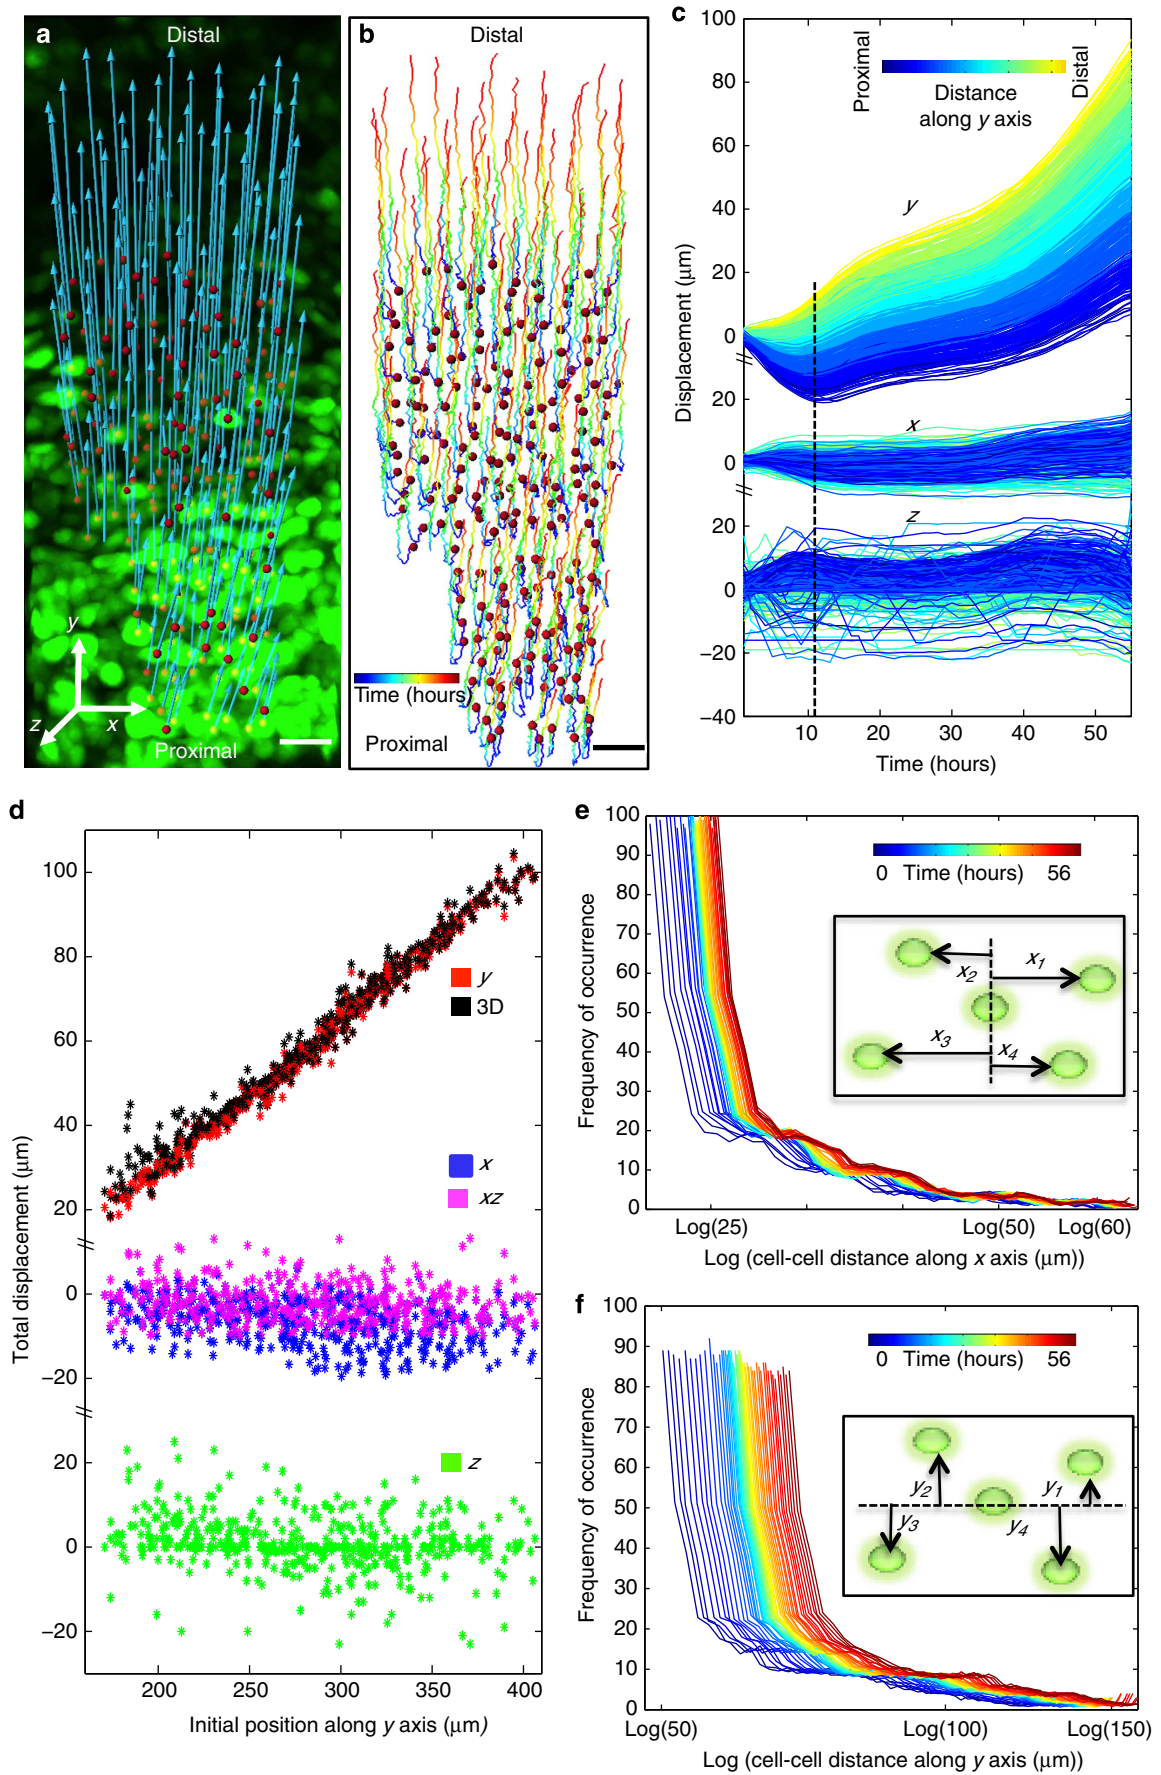 a
Distal
y
z
x
Proximal
b
Distal
Time (hours)
Proximal
c
100
80
60
40
20
0
20
0
20
0
−20
−40
Displacement (μm)
Proximal
Distal
Distance
along y axis
y
x
z
10
20
30
40
50
Time (hours)
d
100
80
60
40
20
0
−20
20
0
−20
Total displacement (μm)
y
3D
x
xz
z
200
250
300
350
400
Initial position along y axis (μm)
e
100
90
80
70
60
50
40
30
20
10
0
Frequency of occurrence
0 Time (hours) 56
x2
x1
x3
x4
Log(25)
Log(50)
Log(60)
Log (cell-cell distance along x axis (μm))
f
100
90
80
70
60
50
40
30
20
10
0
Frequency of occurrence
0 Time (hours) 56
y2
y1
y3
y4
Log(50)
Log(100)
Log(150)
Log (cell-cell distance along y axis (μm))